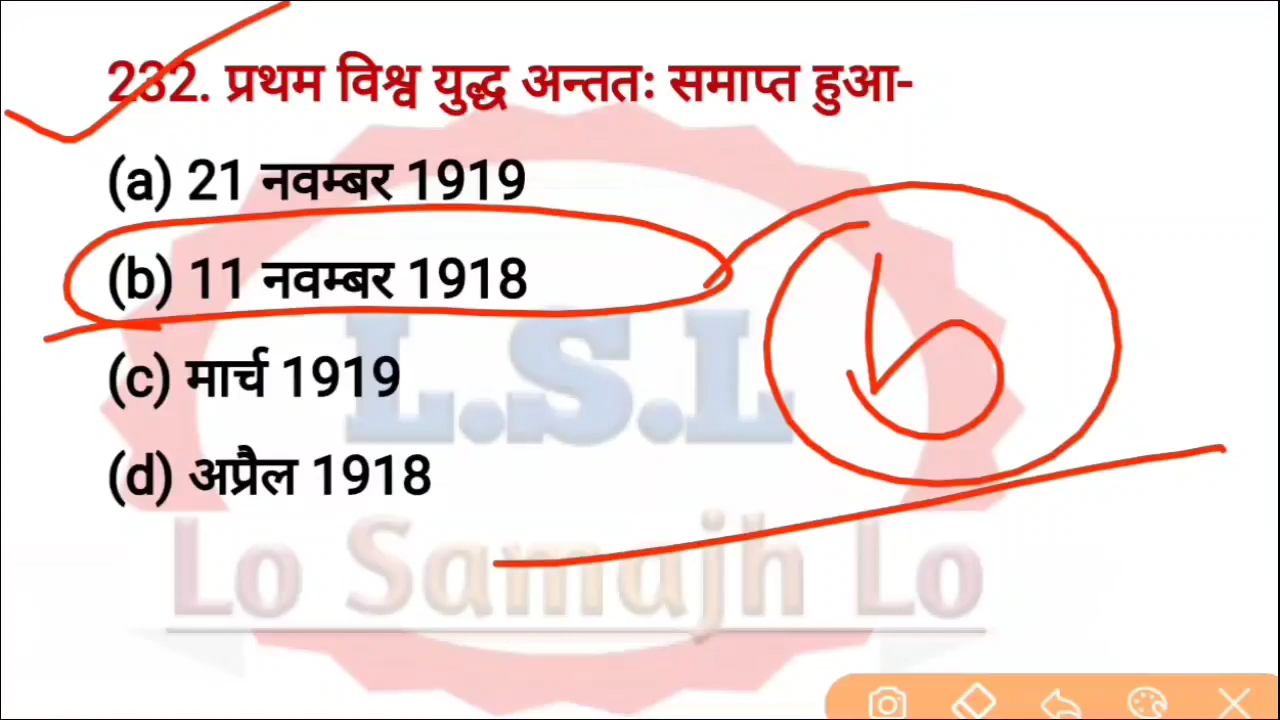 232. प्रथम विश्व युद्ध अन्ततः समाप्त हुआ-
(a) 21 नवम्बर 1919
(b) 11 नवम्बर 1918
b
(c) मार्च 1919
(d) अप्रैल 1918
L.S.L
Lo Samajh Lo